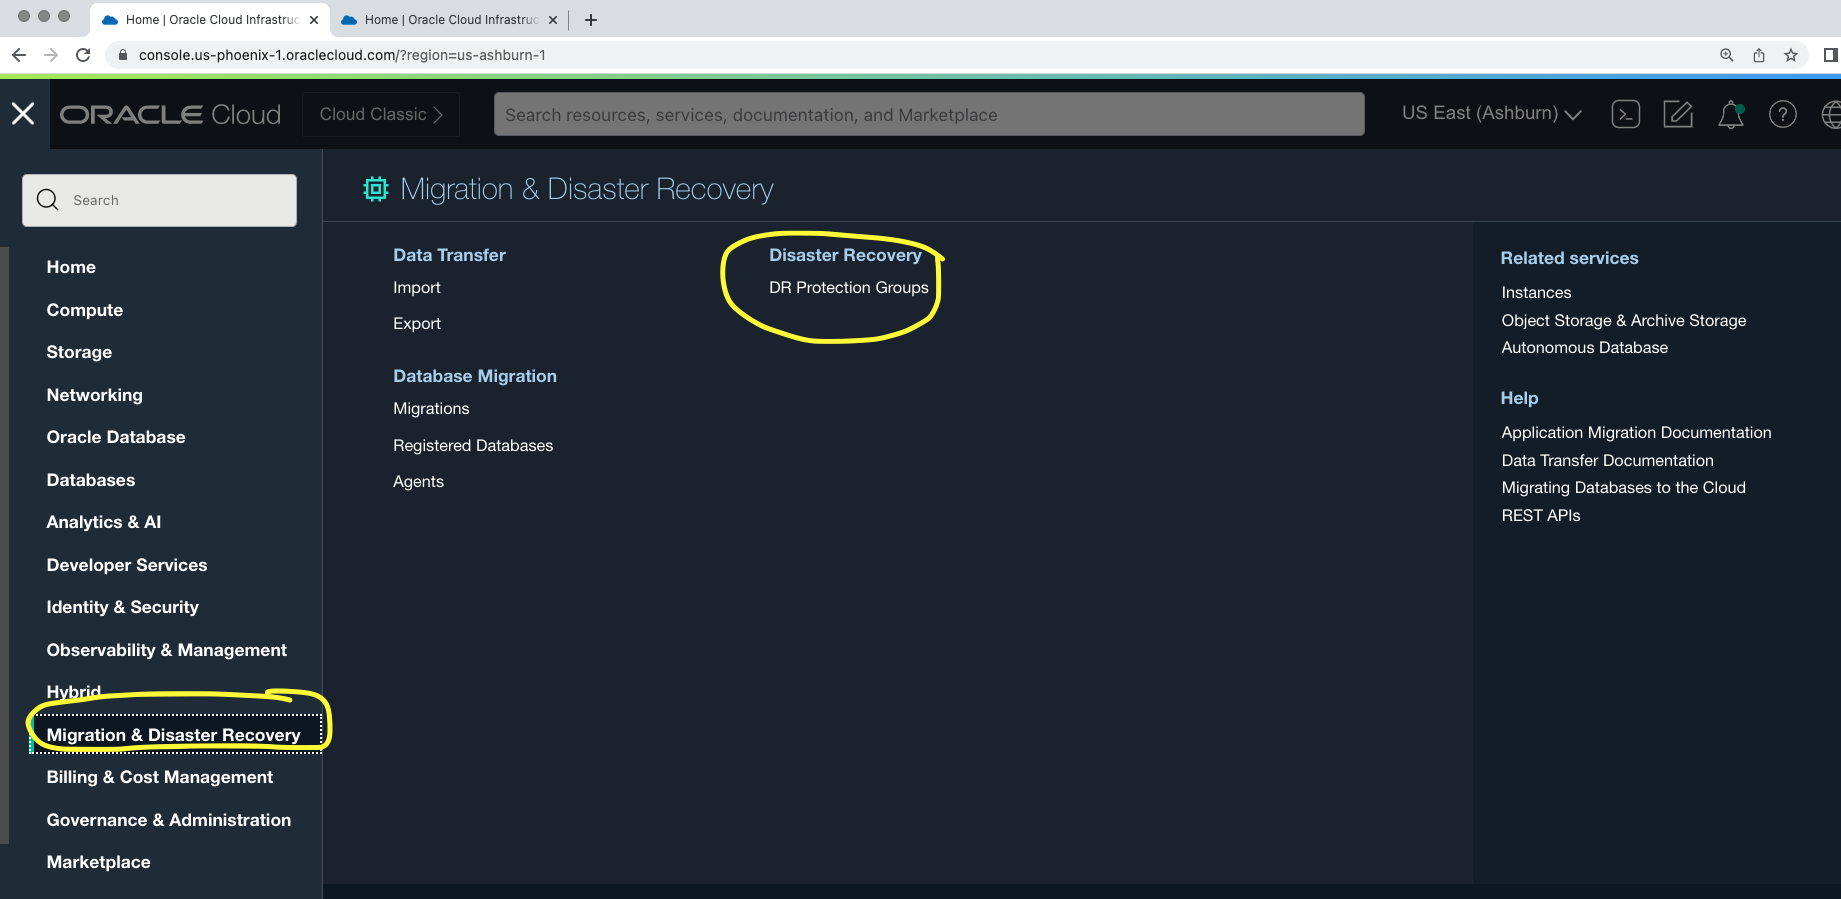 Home | Oracle Cloud Infrastruc
Home | Oracle Cloud Infrastruc
console.us-phoenix-1.oraclecloud.com/?region=us-ashburn-1
ORACLE Cloud
Cloud Classic
Search resources, services, documentation, and Marketplace
US East (Ashburn)
Search
Home
Compute
Storage
Networking
Oracle Database
Databases
Analytics & AI
Developer Services
Identity & Security
Observability & Management
Hybrid
Migration & Disaster Recovery
Billing & Cost Management
Governance & Administration
Marketplace
Migration & Disaster Recovery
Data Transfer
Import
Export
Database Migration
Migrations
Registered Databases
Agents
Disaster Recovery
DR Protection Groups
Related services
Instances
Object Storage & Archive Storage
Autonomous Database
Help
Application Migration Documentation
Data Transfer Documentation
Migrating Databases to the Cloud
REST APIs